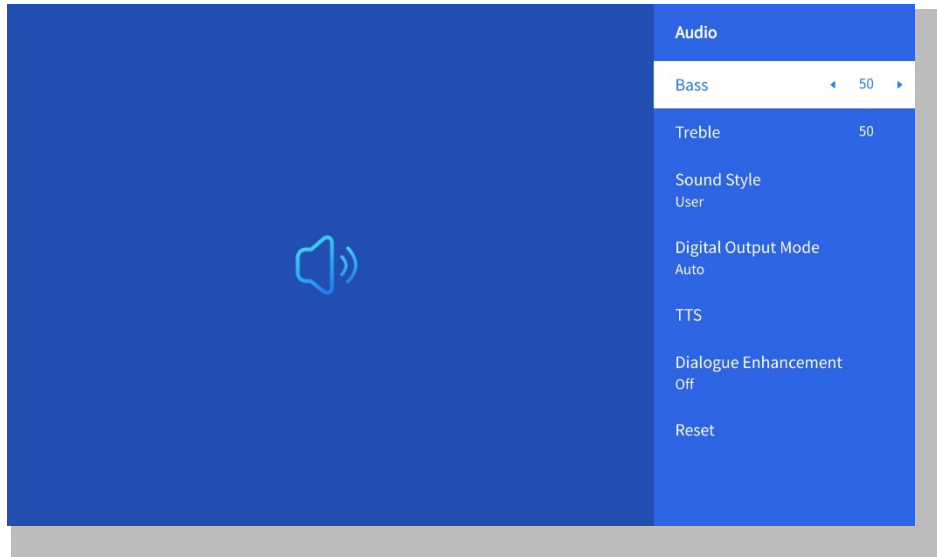 Audio
Bass 50
Treble 50
Sound Style
User
Digital Output Mode
Auto
TTS
Dialogue Enhancement
Off
Reset